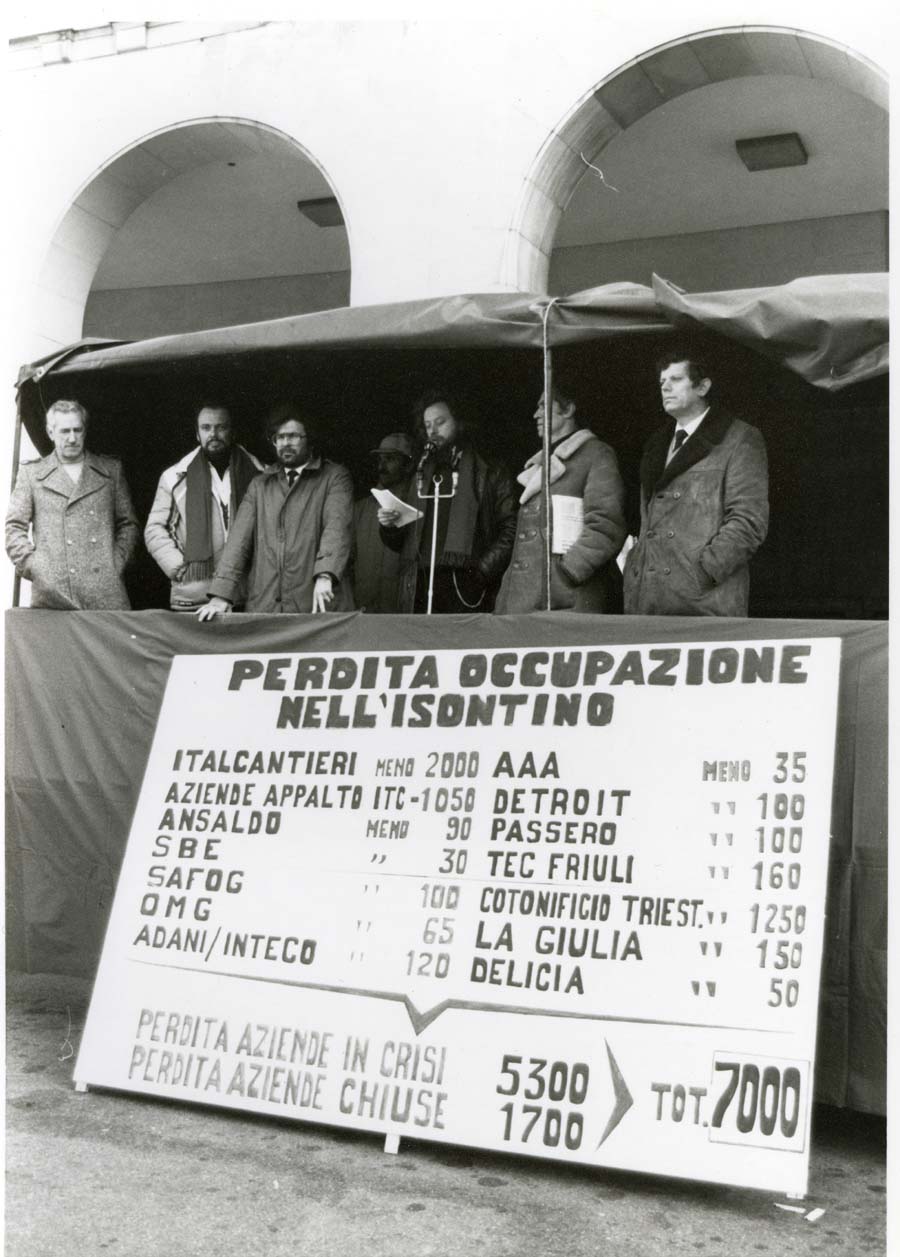 PERDITA OCCUPAZIONE
NELL'ISONTINO
ITALCANTIERI MENO 2000
AZIENDE APPALTO ITC-1050
ANSALDO MENO 90
SBE " 30
SAFOG " 100
OMG " 65
ADANI/INTECO " 120
AAA MENO 35
DETROIT " 100
PASSERO " 100
TEC FRIULI " 160
COTONIFICIO TRIEST. " 1250
LA GIULIA " 150
DELICIA " 50
PERDITA AZIENDE IN CRISI 5300
PERDITA AZIENDE CHIUSE 1700
TOT. 7000